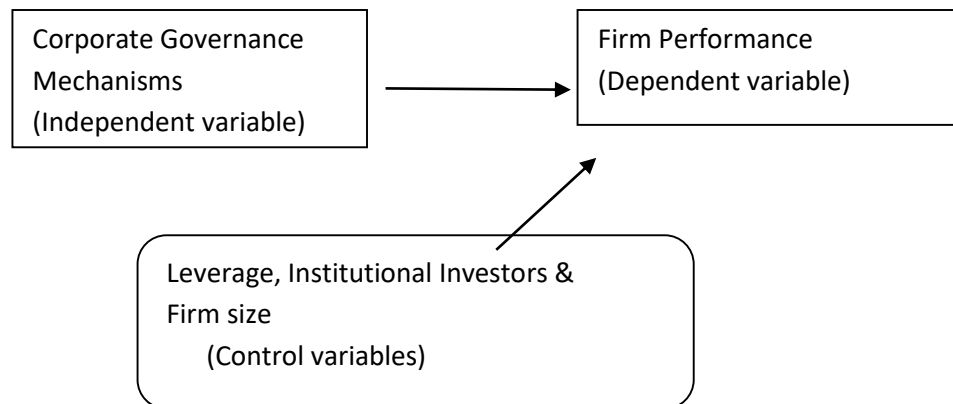 Corporate Governance
Mechanisms
(Independent variable)
Firm Performance
(Dependent variable)
Leverage, Institutional Investors &
Firm size
(Control variables)